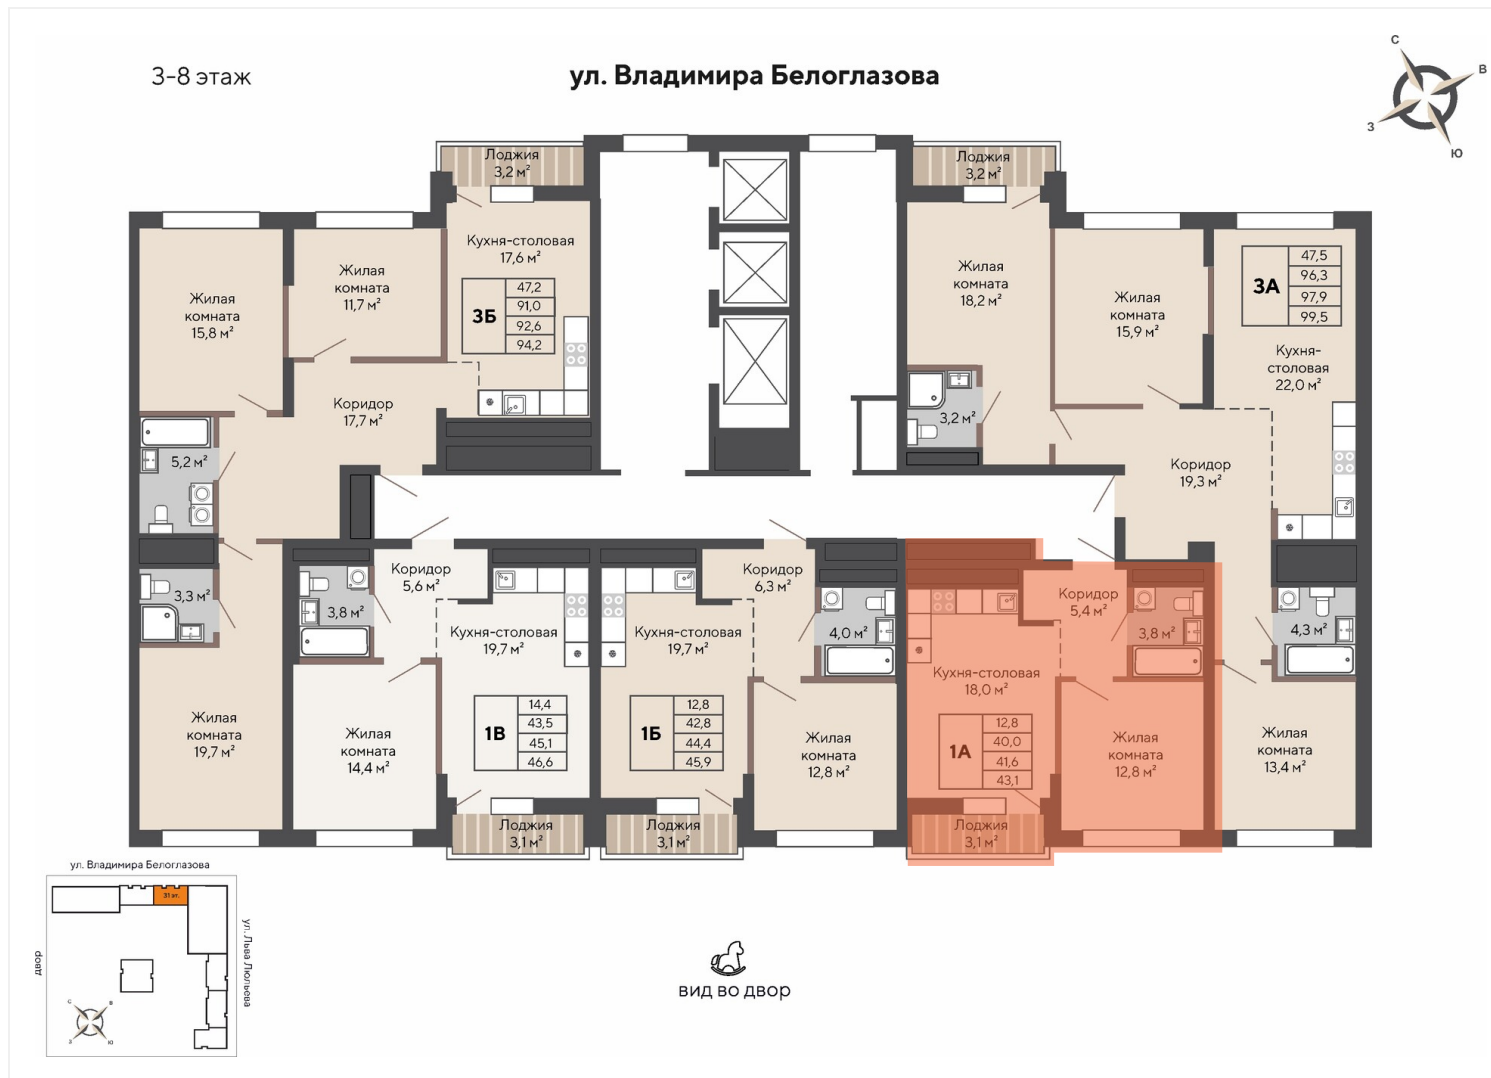 3-8 этаж
ул. Владимира Белоглазова
С
В
З
Ю
Лоджия
3,2 м²
Лоджия
3,2 м²
Кухня-столовая
17,6 м²
3Б
47,2
91,0
92,6
94,2
Жилая
комната
11,7 м²
Жилая
комната
15,8 м²
Коридор
17,7 м²
5,2 м²
3,3 м²
Жилая
комната
19,7 м²
Жилая
комната
18,2 м²
Жилая
комната
15,9 м²
3А
47,5
96,3
97,9
99,5
Кухня-
столовая
22,0 м²
3,2 м²
Коридор
19,3 м²
4,3 м²
Жилая
комната
13,4 м²
Коридор
5,6 м²
3,8 м²
Кухня-столовая
19,7 м²
1В
14,4
43,5
45,1
46,6
Жилая
комната
14,4 м²
Лоджия
3,1 м²
Коридор
6,3 м²
4,0 м²
Кухня-столовая
19,7 м²
1Б
12,8
42,8
44,4
45,9
Жилая
комната
12,8 м²
Лоджия
3,1 м²
Коридор
5,4 м²
3,8 м²
Кухня-столовая
18,0 м²
1А
12,8
40,0
41,6
43,1
Жилая
комната
12,8 м²
Лоджия
3,1 м²
ул. Владимира Белоглазова
31 эт.
двор
ул. Льва Люльева
С
В
З
Ю
вид во двор